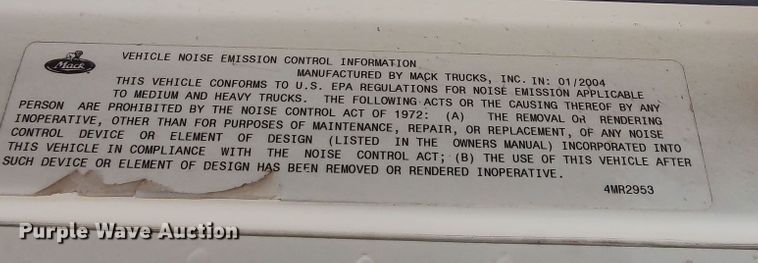 Mack
VEHICLE NOISE EMISSION CONTROL INFORMATION
MANUFACTURED BY MACK TRUCKS, INC. IN: 01/2004
THIS VEHICLE CONFORMS TO U.S. EPA REGULATIONS FOR NOISE EMISSION APPLICABLE
TO MEDIUM AND HEAVY TRUCKS. THE FOLLOWING ACTS OR THE CAUSING THEREOF BY ANY
PERSON ARE PROHIBITED BY THE NOISE CONTROL ACT OF 1972: (A) THE REMOVAL OR RENDERING
INOPERATIVE, OTHER THAN FOR PURPOSES OF MAINTENANCE, REPAIR, OR REPLACEMENT, OF ANY NOISE
CONTROL DEVICE OR ELEMENT OF DESIGN (LISTED IN THE OWNERS MANUAL) INCORPORATED INTO
THIS VEHICLE IN COMPLIANCE WITH THE NOISE CONTROL ACT; (B) THE USE OF THIS VEHICLE AFTER
SUCH DEVICE OR ELEMENT OF DESIGN HAS BEEN REMOVED OR RENDERED INOPERATIVE.
4MR2953
Purple Wave Auction